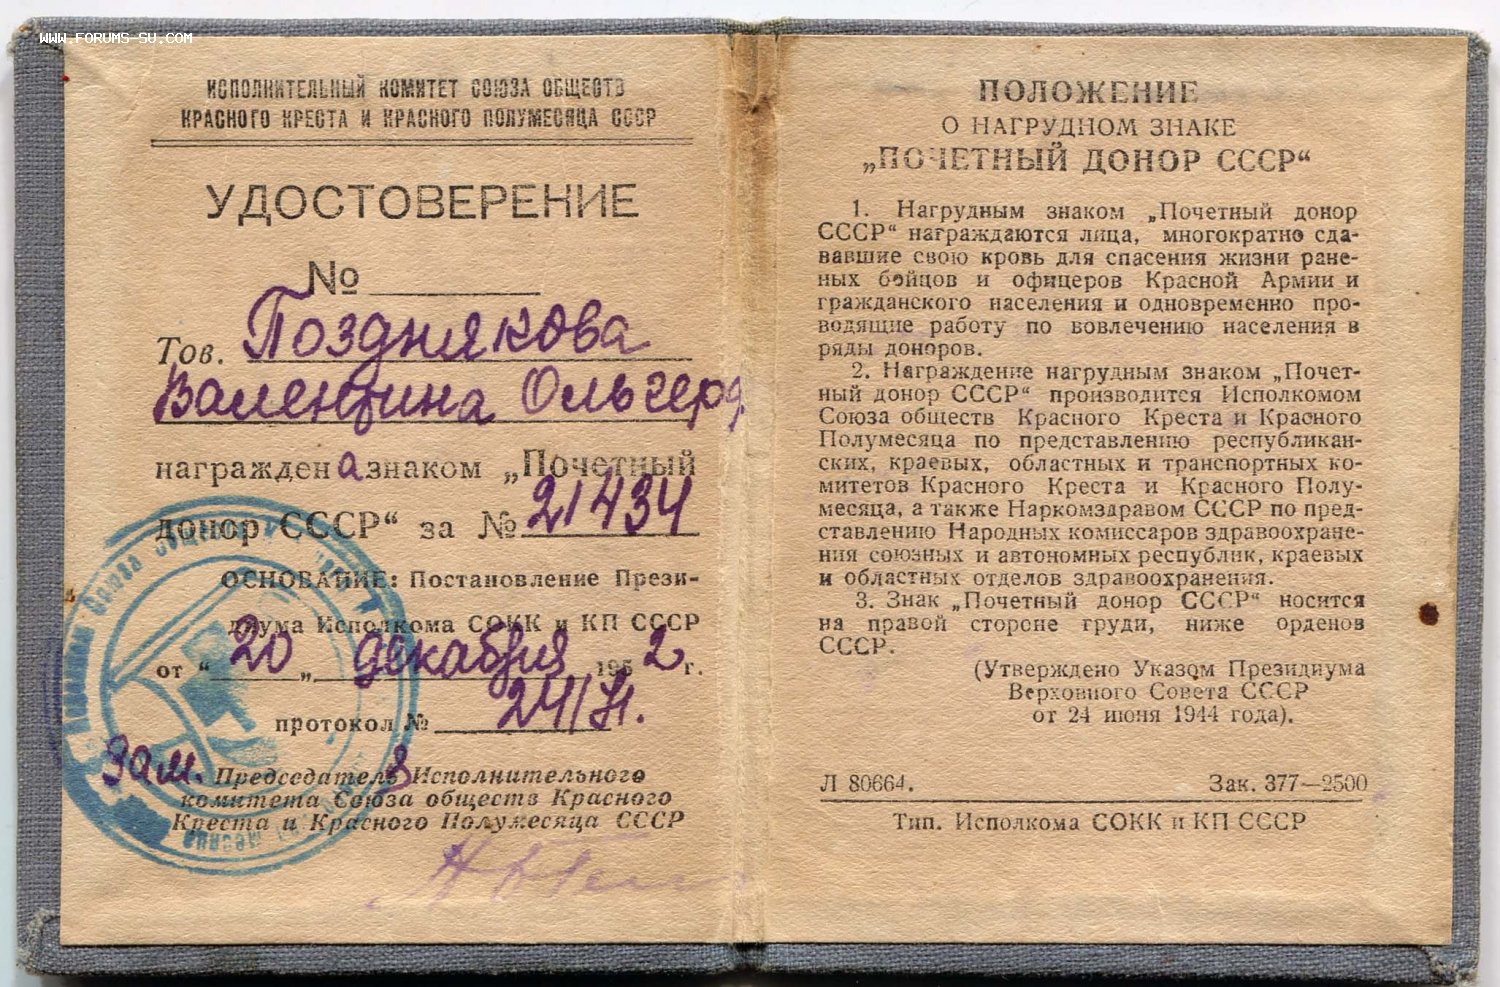 WWW.FORUMS-SU.COM
ИСПОЛНИТЕЛЬНЫЙ КОМИТЕТ СОЮЗА ОБЩЕСТВ
КРАСНОГО КРЕСТА И КРАСНОГО ПОЛУМЕСЯЦА СССР
УДОСТОВЕРЕНИЕ
№
Тов. Позднякова
Валентина Ольгерд.
награждена знаком „Почетный
донор СССР“ за № 21434
ОСНОВАНИЕ: Постановление Прези-
диума Исполкома СОКК и КП СССР
от “20„ декабря 1952 г.
протокол № 24/
Зам. Председателя Исполнительного
комитета Союза обществ Красного
Креста и Красного Полумесяца СССР
ПОЛОЖЕНИЕ
О НАГРУДНОМ ЗНАКЕ
„ПОЧЕТНЫЙ ДОНОР СССР“
1. Нагрудным знаком „Почетный донор
СССР“ награждаются лица, многократно сда-
вавшие свою кровь для спасения жизни ране-
ных бойцов и офицеров Красной Армии и
гражданского населения и одновременно про-
водящие работу по вовлечению населения в
ряды доноров.
2. Награждение нагрудным знаком „Почет-
ный донор СССР“ производится Исполкомом
Союза обществ Красного Креста и Красного
Полумесяца по представлению республикан-
ских, краевых, областных и транспортных ко-
митетов Красного Креста и Красного Полу-
месяца, а также Наркомздравом СССР по пред-
ставлению Народных комиссаров здравоохране-
ния союзных и автономных республик, краевых
и областных отделов здравоохранения.
3. Знак „Почетный донор СССР“ носится
на правой стороне груди, ниже орденов
СССР.
(Утверждено Указом Президиума
Верховного Совета СССР
от 24 июня 1944 года).
Л 80664. Зак. 377—2500
Тип. Исполкома СОКК и КП СССР